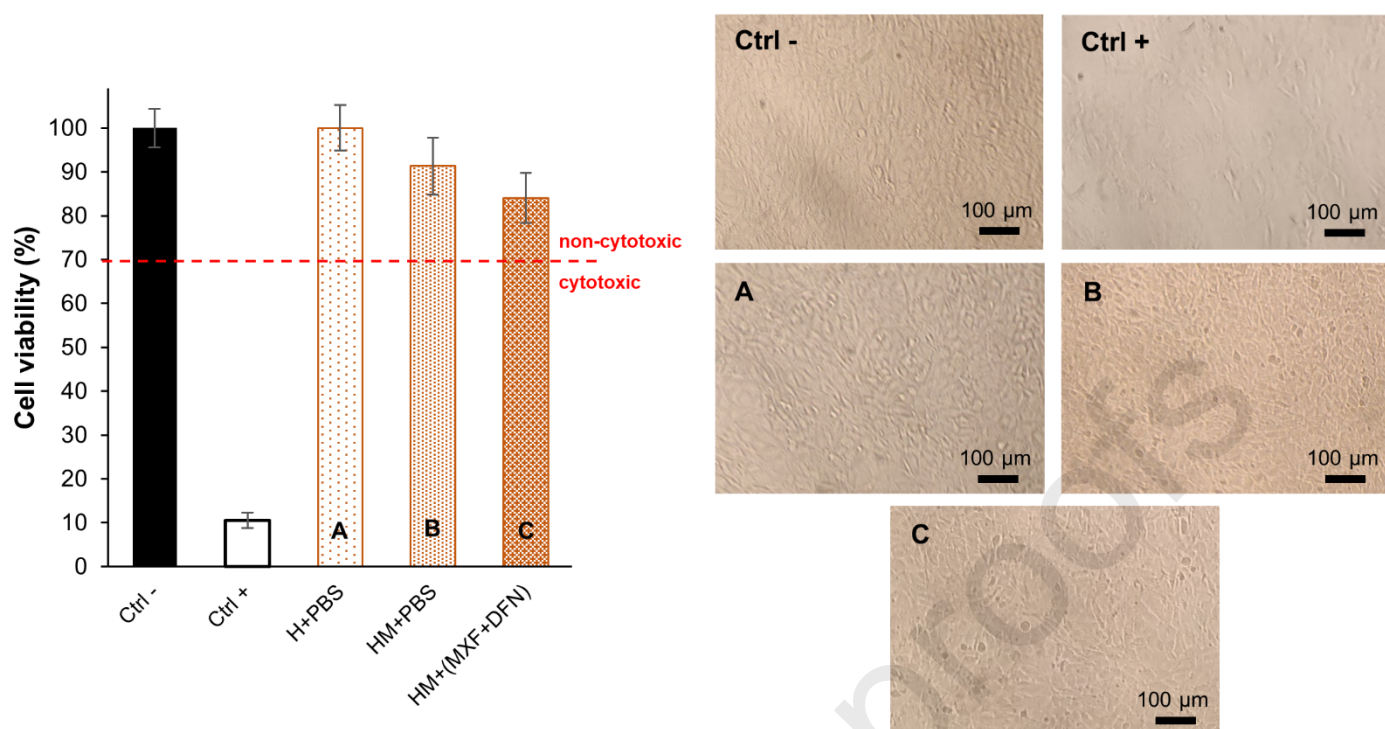 Cell viability (%)
100
90
80
70
60
50
40
30
20
10
0
non-cytotoxic
cytotoxic
A
B
C
Ctrl -
Ctrl +
H+PBS
HM+PBS
HM+(MXF+DFN)
Ctrl -
100 µm
Ctrl +
100 µm
A
100 µm
B
100 µm
C
100 µm
proofs